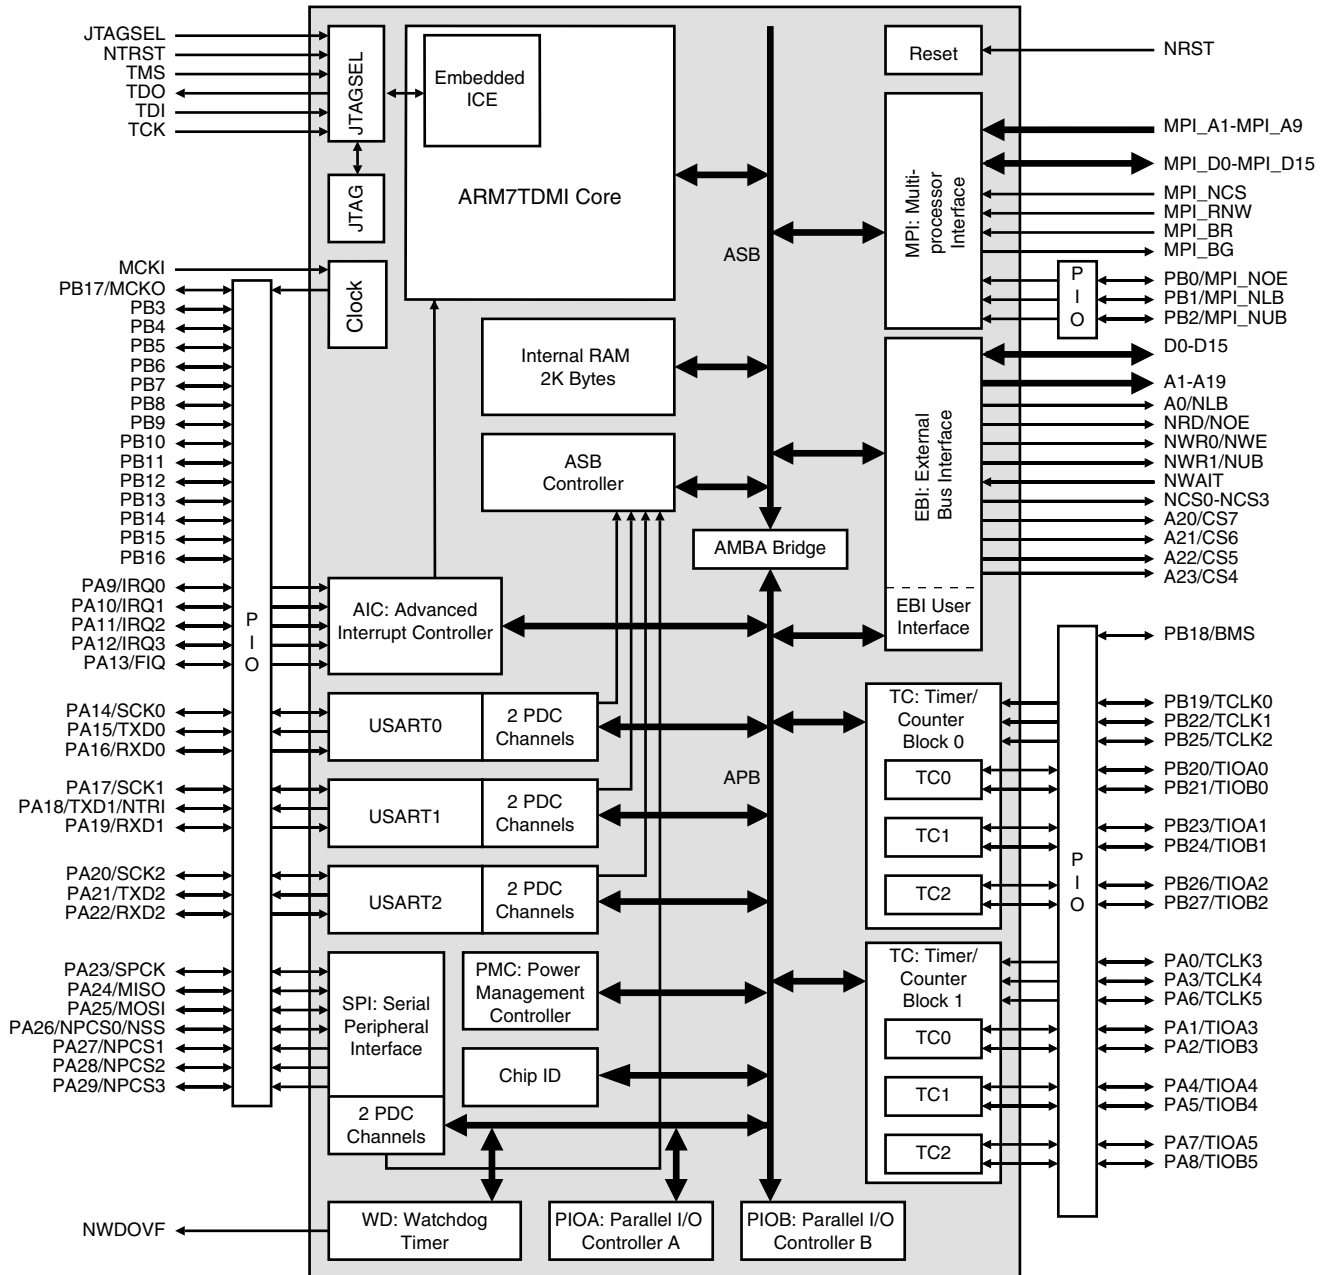 JTAGSEL
NTRST
TMS
TDO
TDI
TCK
JTAGSEL
JTAG
Embedded
ICE
ARM7TDMI Core
ASB
Reset
NRST
MPI: Multi-
processor
Interface
MPI_A1-MPI_A9
MPI_D0-MPI_D15
MPI_NCS
MPI_RNW
MPI_BR
MPI_BG
P
I
O
PB0/MPI_NOE
PB1/MPI_NLB
PB2/MPI_NUB
MCKI
PB17/MCKO
PB3
PB4
PB5
PB6
PB7
PB8
PB9
PB10
PB11
PB12
PB13
PB14
PB15
PB16
Clock
Internal RAM
2K Bytes
ASB
Controller
AMBA Bridge
EBI: External
Bus Interface
EBI User
Interface
D0-D15
A1-A19
A0/NLB
NRD/NOE
NWR0/NWE
NWR1/NUB
NWAIT
NCS0-NCS3
A20/CS7
A21/CS6
A22/CS5
A23/CS4
PA9/IRQ0
PA10/IRQ1
PA11/IRQ2
PA12/IRQ3
PA13/FIQ
P
I
O
AIC: Advanced
Interrupt Controller
PB18/BMS
PA14/SCK0
PA15/TXD0
PA16/RXD0
USART0
2 PDC
Channels
PA17/SCK1
PA18/TXD1/NTRI
PA19/RXD1
USART1
2 PDC
Channels
APB
PA20/SCK2
PA21/TXD2
PA22/RXD2
USART2
2 PDC
Channels
TC: Timer/
Counter
Block 0
TC0
TC1
TC2
P
I
O
PB19/TCLK0
PB22/TCLK1
PB25/TCLK2
PB20/TIOA0
PB21/TIOB0
PB23/TIOA1
PB24/TIOB1
PB26/TIOA2
PB27/TIOB2
PA23/SPCK
PA24/MISO
PA25/MOSI
PA26/NPCS0/NSS
PA27/NPCS1
PA28/NPCS2
PA29/NPCS3
SPI: Serial
Peripheral
Interface
2 PDC
Channels
PMC: Power
Management
Controller
Chip ID
TC: Timer/
Counter
Block 1
TC0
TC1
TC2
PA0/TCLK3
PA3/TCLK4
PA6/TCLK5
PA1/TIOA3
PA2/TIOB3
PA4/TIOA4
PA5/TIOB4
PA7/TIOA5
PA8/TIOB5
NWDOVF
WD: Watchdog
Timer
PIOA: Parallel I/O
Controller A
PIOB: Parallel I/O
Controller B